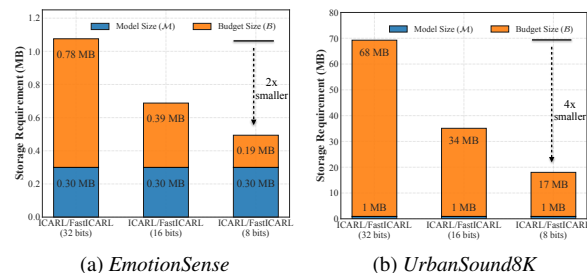 Model Size (M) Budget Size (B)
Storage Requirement (MB)
1.2
1.0
0.8
0.6
0.4
0.2
0.0
0.78 MB
0.39 MB
0.19 MB
0.30 MB
0.30 MB
0.30 MB
2x
smaller
ICARL/FastICARL
(32 bits)
ICARL/FastICARL
(16 bits)
ICARL/FastICARL
(8 bits)
(a) EmotionSense
Model Size (M) Budget Size (B)
Storage Requirement (MB)
80
70
60
50
40
30
20
10
0
68 MB
34 MB
17 MB
1 MB
1 MB
1 MB
4x
smaller
ICARL/FastICARL
(32 bits)
ICARL/FastICARL
(16 bits)
ICARL/FastICARL
(8 bits)
(b) UrbanSound8K